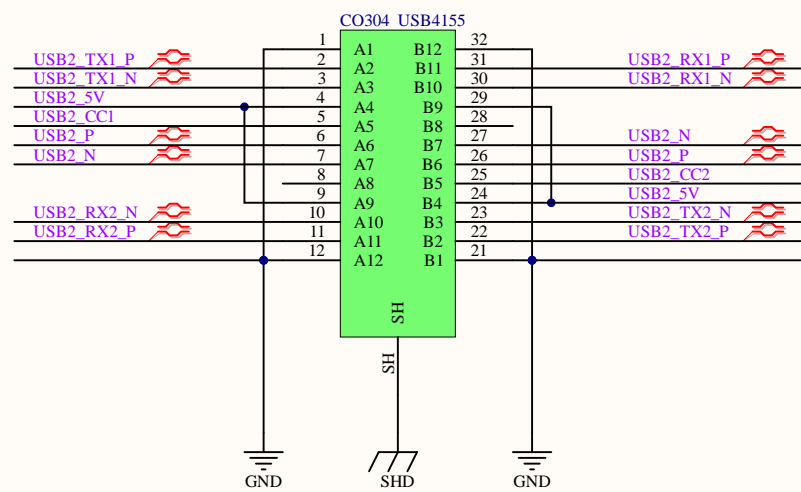 CO304 USB4155
1 A1 B12 32
USB2_TX1_P 2 A2 B11 31 USB2_RX1_P
USB2_TX1_N 3 A3 B10 30 USB2_RX1_N
USB2_5V 4 A4 B9 29
USB2_CC1 5 A5 B8 28
USB2_P 6 A6 B7 27 USB2_N
USB2_N 7 A7 B6 26 USB2_P
8 A8 B5 25 USB2_CC2
9 A9 B4 24 USB2_5V
USB2_RX2_N 10 A10 B3 23 USB2_TX2_N
USB2_RX2_P 11 A11 B2 22 USB2_TX2_P
12 A12 B1 21
SH
SH
GND SHD GND